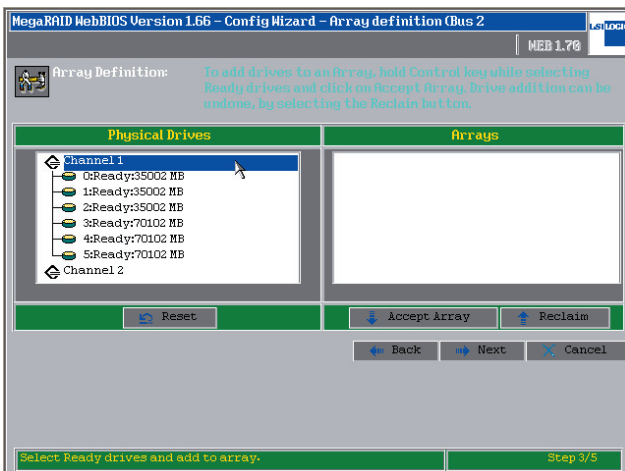 MegaRAID WebBIOS Version 1.66 - Config Wizard - Array definition (Bus 2
LSI LOGIC
WEB 1.70
Array Definition:
To add drives to an Array, hold Control key while selecting
Ready drives and click on Accept Array. Drive addition can be
undone, by selecting the Reclaim button.
Physical Drives
Arrays
Channel 1
0:Ready:35002 MB
1:Ready:35002 MB
2:Ready:35002 MB
3:Ready:70102 MB
4:Ready:70102 MB
5:Ready:70102 MB
Channel 2
Reset
Accept Array
Reclaim
Back
Next
Cancel
Select Ready drives and add to array.
Step 3/5